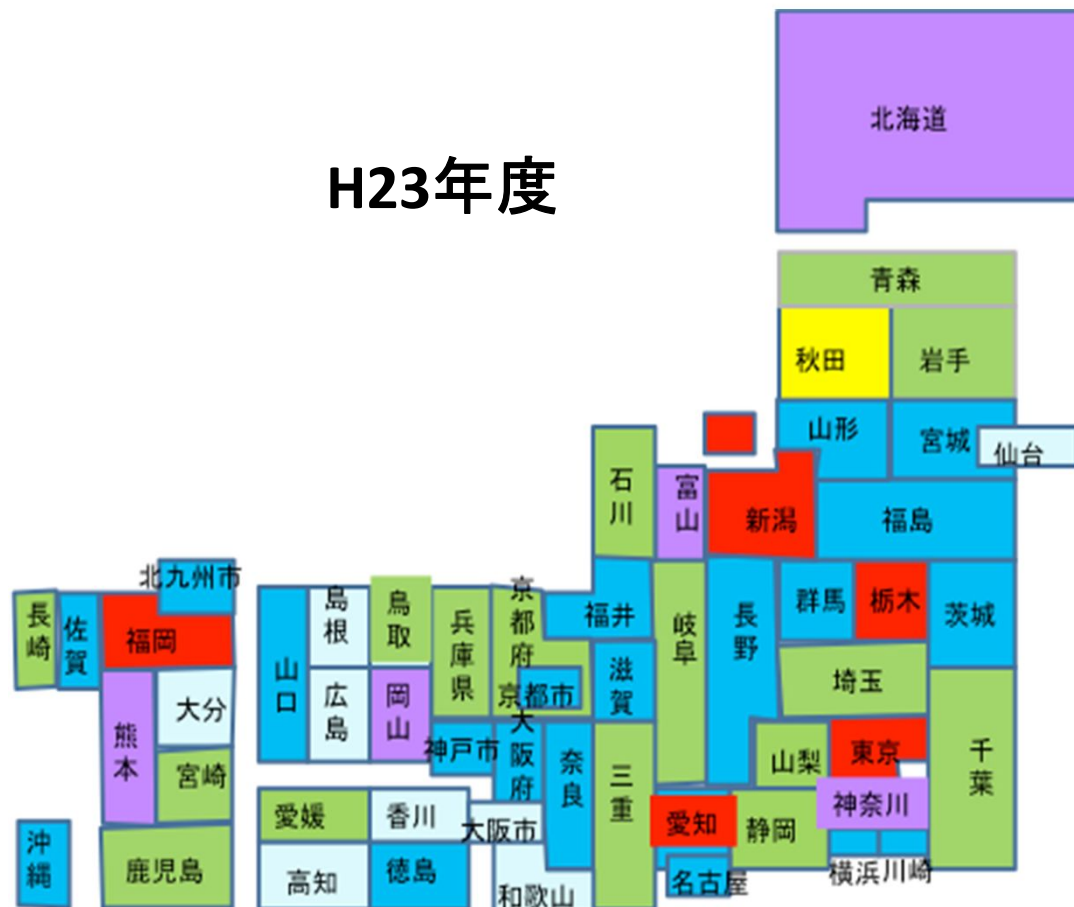 北海道
H23年度
青森
秋田
岩手
山形
宮城
仙台
石川
富山
新潟
福島
北九州市
長崎
佐賀
福岡
島根
鳥取
兵庫県
京都府
福井
岐阜
長野
群馬
栃木
茨城
山口
広島
岡山
京都市
滋賀
埼玉
熊本
大分
神戸市
大阪府
奈良
三重
山梨
東京
千葉
宮崎
愛媛
香川
大阪市
愛知
静岡
神奈川
沖縄
鹿児島
高知
徳島
和歌山
名古屋
横浜
川崎